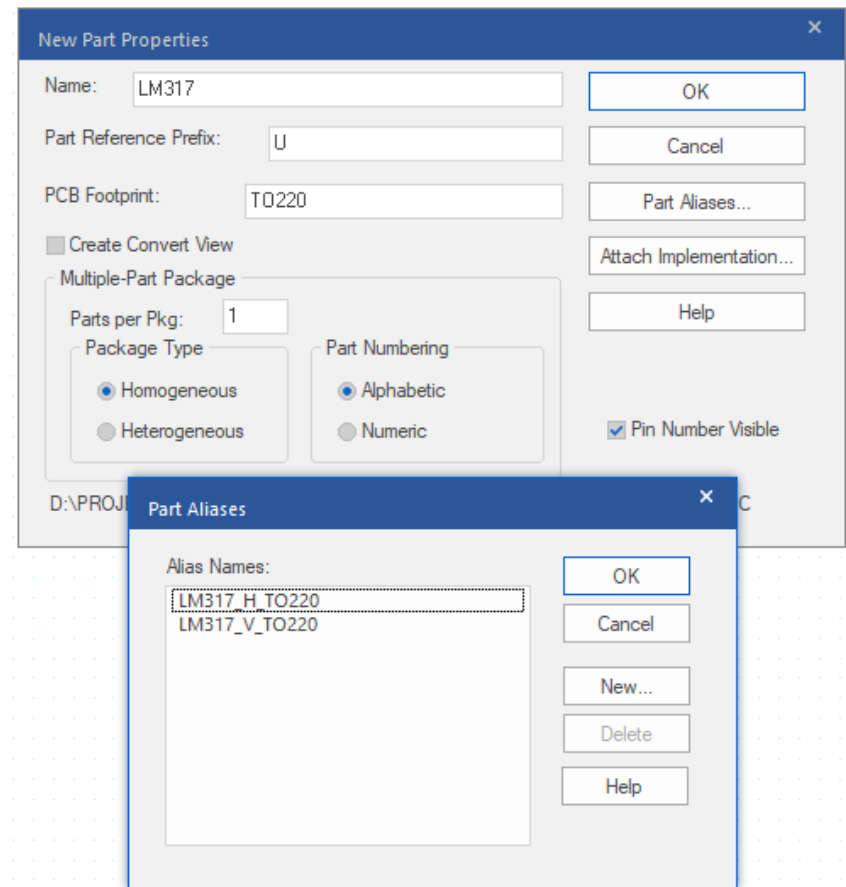 New Part Properties
Name: LM317
OK
Part Reference Prefix: U
Cancel
PCB Footprint: TO220
Part Aliases...
Create Convert View
Attach Implementation...
Multiple-Part Package
Parts per Pkg: 1
Help
Package Type
Part Numbering
Homogeneous
Alphabetic
Heterogeneous
Numeric
Pin Number Visible
D:\PROJ
C
Part Aliases
Alias Names:
OK
LM317_H_TO220
LM317_V_TO220
Cancel
New...
Delete
Help